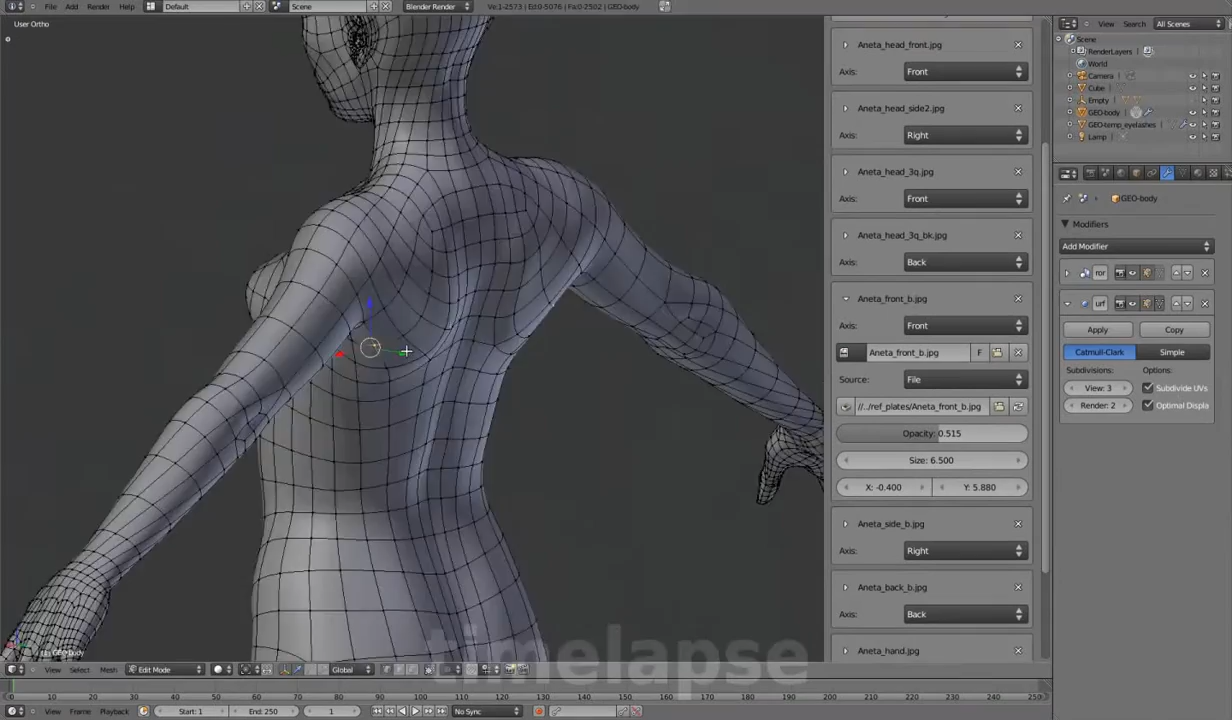 File Add Render Help Default Scene Blender Render Ve:1-2573 | Ed:0-5076 | Fa:0-2502 | GEO-body
User Ortho
Aneta_head_front.jpg
Axis: Front
Aneta_head_side2.jpg
Axis: Right
Aneta_head_3q.jpg
Axis: Front
Aneta_head_3q_bk.jpg
Axis: Back
Aneta_front_b.jpg
Axis: Front
Aneta_front_b.jpg F
Source: File
//../ref_plates/Aneta_front_b.jpg
Opacity: 0.515
Size: 6.500
X: -0.400 Y: 5.880
Aneta_side_b.jpg
Axis: Right
Aneta_back_b.jpg
Axis: Back
Aneta_hand.jpg
View Search All Scenes
Scene
RenderLayers
World
Camera
Cube
Empty
GEO-body
GEO-temp_eyelashes
Lamp
GEO-body
Modifiers
Add Modifier
ror
urf
Apply Copy
Catmull-Clark Simple
Subdivisions: Options:
View: 3 Subdivide UVs
Render: 2 Optimal Displa
timelapse
(1) GEO-body
View Select Add Mesh Edit Mode Global
10 20 30 40 50 60 70 80 90 100 110 120 130 140 150 160 170 180 190 200 210 220 230 240 250
View Frame Playback Start: 1 End: 250 1 No Sync